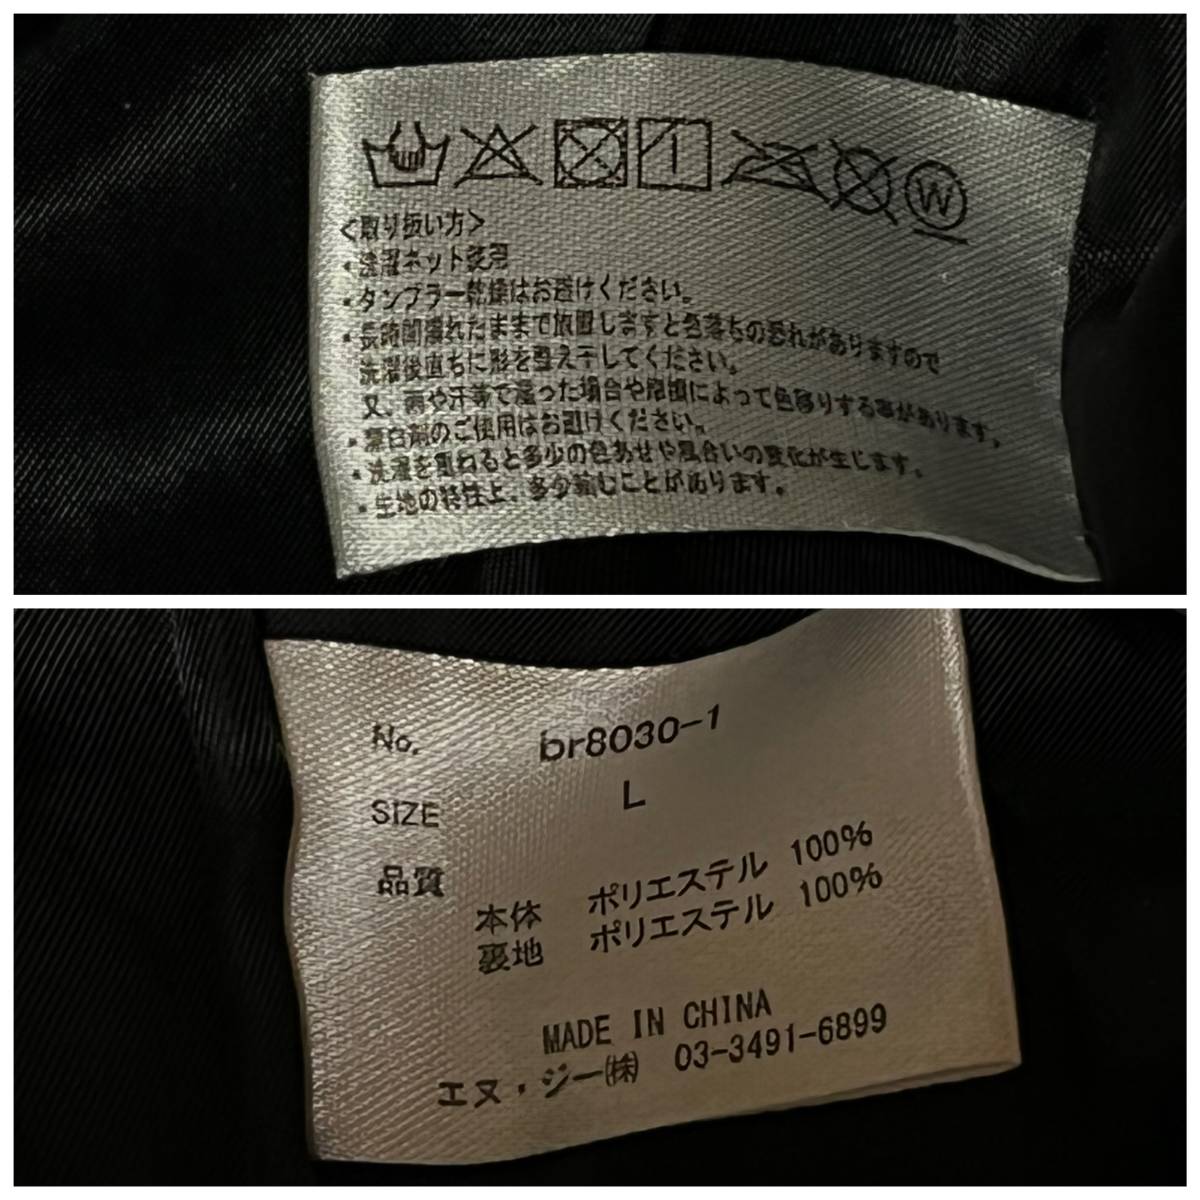 W
<取り扱い方>
・洗濯ネット使用
・タンブラー乾燥はお避けください。
・長時間濡れたままで放置しますと色落ちの恐れがありますので
洗濯後直ちに形を整え干してください。
又、雨や汗等で湿った場合や摩擦によって色移りする事があります。
・漂白剤のご使用はお避けください。
・洗濯を重ねると多少の色あせや風合いの変化が生じます。
・生地の特性上、多少縮むことがあります。
No. br8030-1
SIZE L
品質
本体 ポリエステル 100%
裏地 ポリエステル 100%
MADE IN CHINA
エヌ・ジー㈱ 03-3491-6899